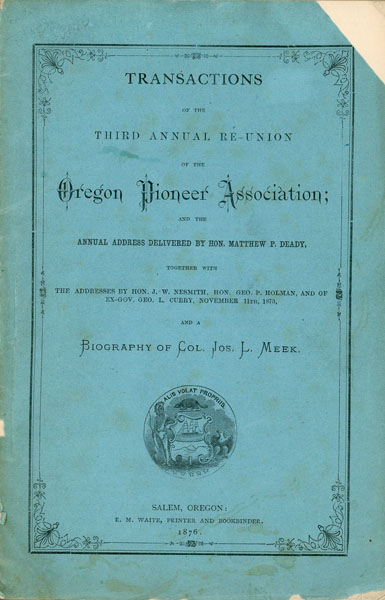 TRANSACTIONS
OF THE
THIRD ANNUAL RE-UNION
OF THE
Oregon Pioneer Association;
AND THE
ANNUAL ADDRESS DELIVERED BY HON. MATTHEW P. DEADY,
TOGETHER WITH
THE ADDRESSES BY HON. J. W. NESMITH, HON. GEO. P. HOLMAN, AND OF
EX-GOV. GEO. L. CURRY, NOVEMBER 11TH, 1873,
AND A
BIOGRAPHY OF COL. JOS. L. MEEK.
ALIS VOLAT PROPRIIS.
SALEM, OREGON:
E. M. WAITE, PRINTER AND BOOKBINDER.
1876.